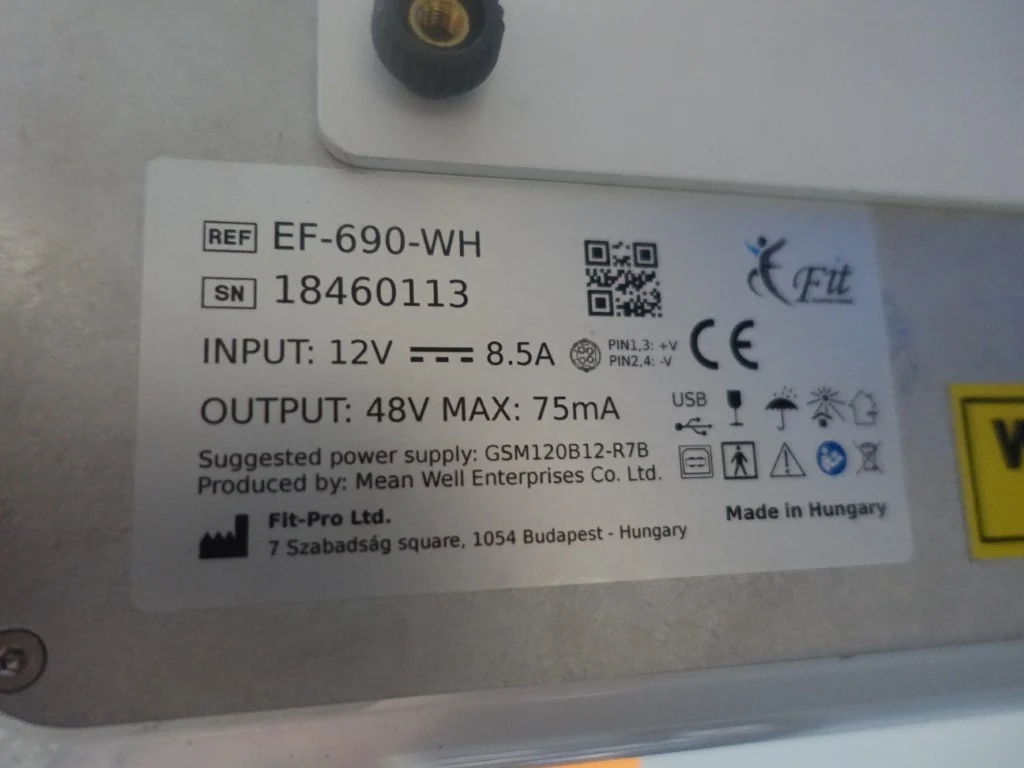 REF EF-690-WH
SN 18460113
E Fit
INPUT: 12V 8.5A
PIN1,3: +V
PIN2,4: -V
CE
OUTPUT: 48V MAX: 75mA
USB
Suggested power supply: GSM120B12-R7B
Produced by: Mean Well Enterprises Co. Ltd.
Fit-Pro Ltd.
7 Szabadság square, 1054 Budapest - Hungary
Made in Hungary